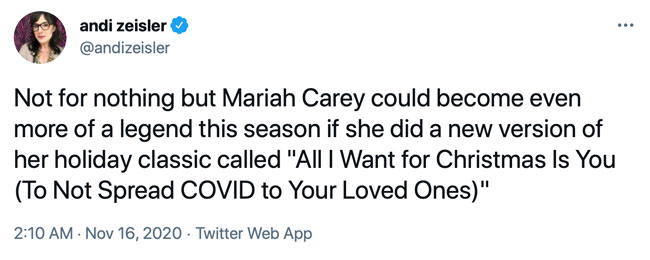 andi zeisler
@andizeisler
Not for nothing but Mariah Carey could become even
more of a legend this season if she did a new version of
her holiday classic called "All I Want for Christmas Is You
(To Not Spread COVID to Your Loved Ones)"
2:10 AM · Nov 16, 2020 · Twitter Web App